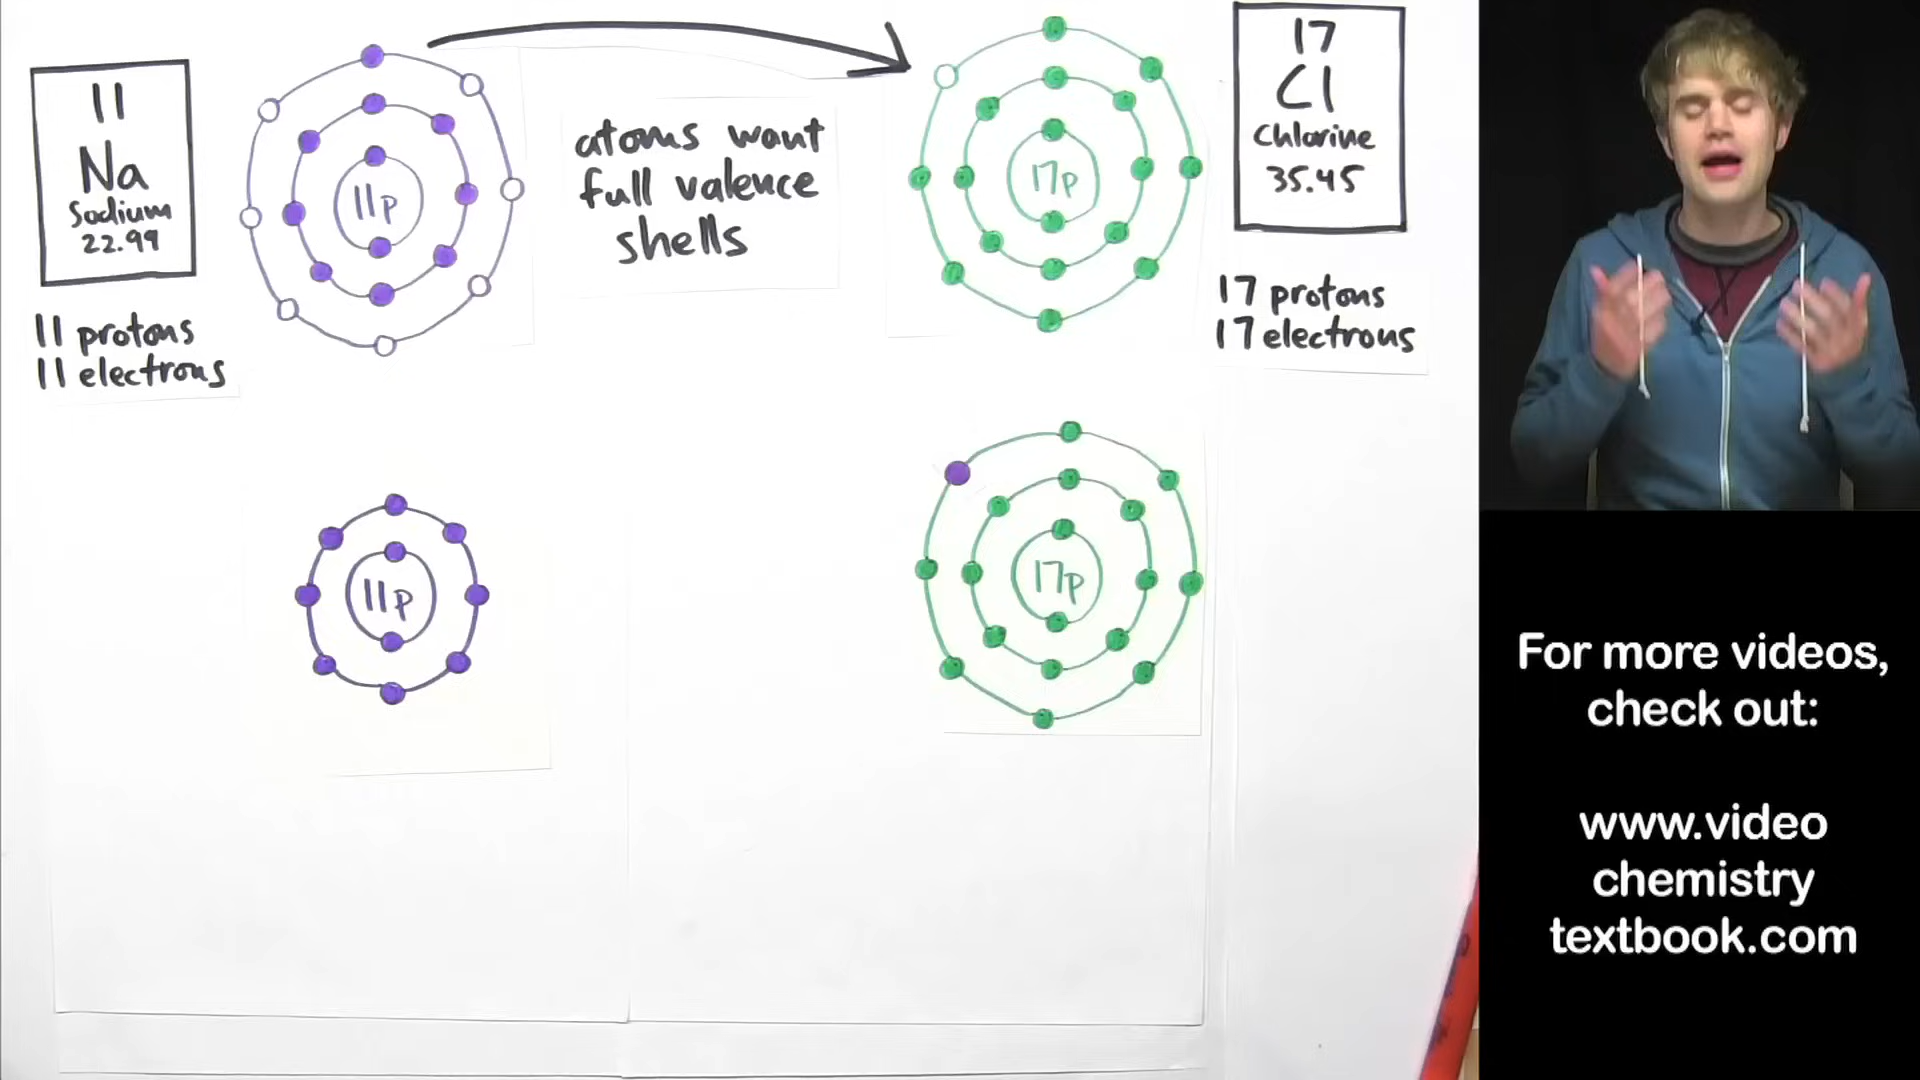 11
Na
Sodium
22.99
11 protons
11 electrons
11p
atoms want
full valence
shells
17p
17
Cl
Chlorine
35.45
17 protons
17 electrons
11p
17p
For more videos,
check out:
www.video
chemistry
textbook.com